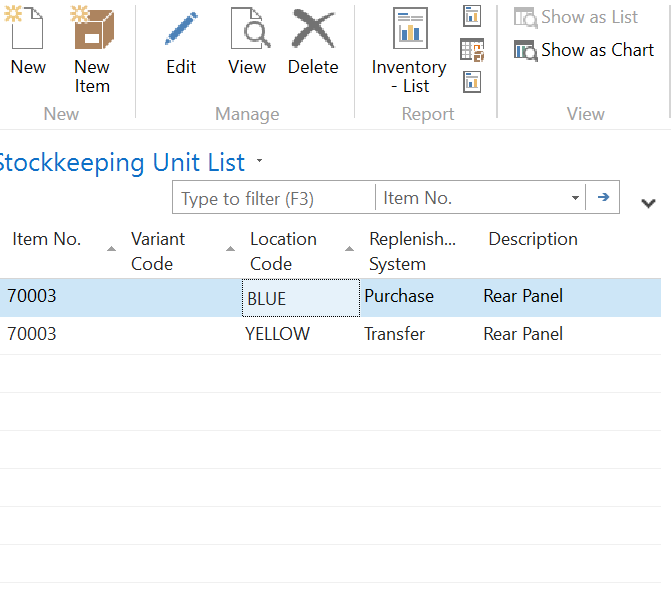 New
New
Item
Edit
View
Delete
Inventory
- List
Show as List
Show as Chart
New
Manage
Report
View
Stockkeeping Unit List
Type to filter (F3)
Item No.
Item No.
Variant
Code
Location
Code
Replenish...
System
Description
70003 BLUE Purchase Rear Panel
70003 YELLOW Transfer Rear Panel